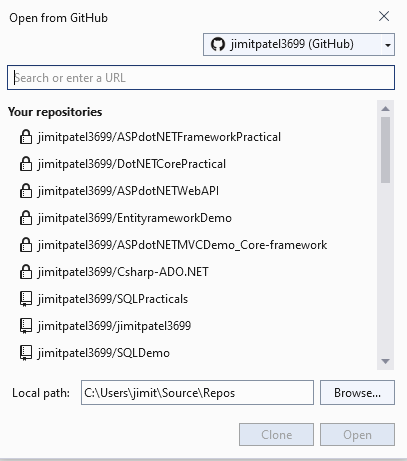 Open from GitHub
jimitpatel3699 (GitHub)
Search or enter a URL
Your repositories
jimitpatel3699/ASPdotNETFrameworkPractical
jimitpatel3699/DotNETCorePractical
jimitpatel3699/ASPdotNETWebAPI
jimitpatel3699/EntityrameworkDemo
jimitpatel3699/ASPdotNETMVCDemo_Core-framework
jimitpatel3699/Csharp-ADO.NET
jimitpatel3699/SQLPracticals
jimitpatel3699/jimitpatel3699
jimitpatel3699/SQLDemo
Local path: C:\Users\jimit\Source\Repos Browse...
Clone Open